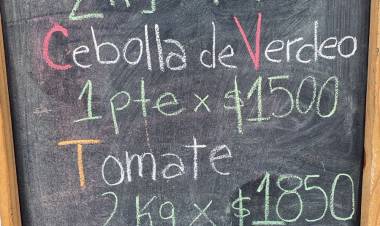 Cebolla de Verdeo
1 pte x $1500
Tomate
2 Kg x $1850